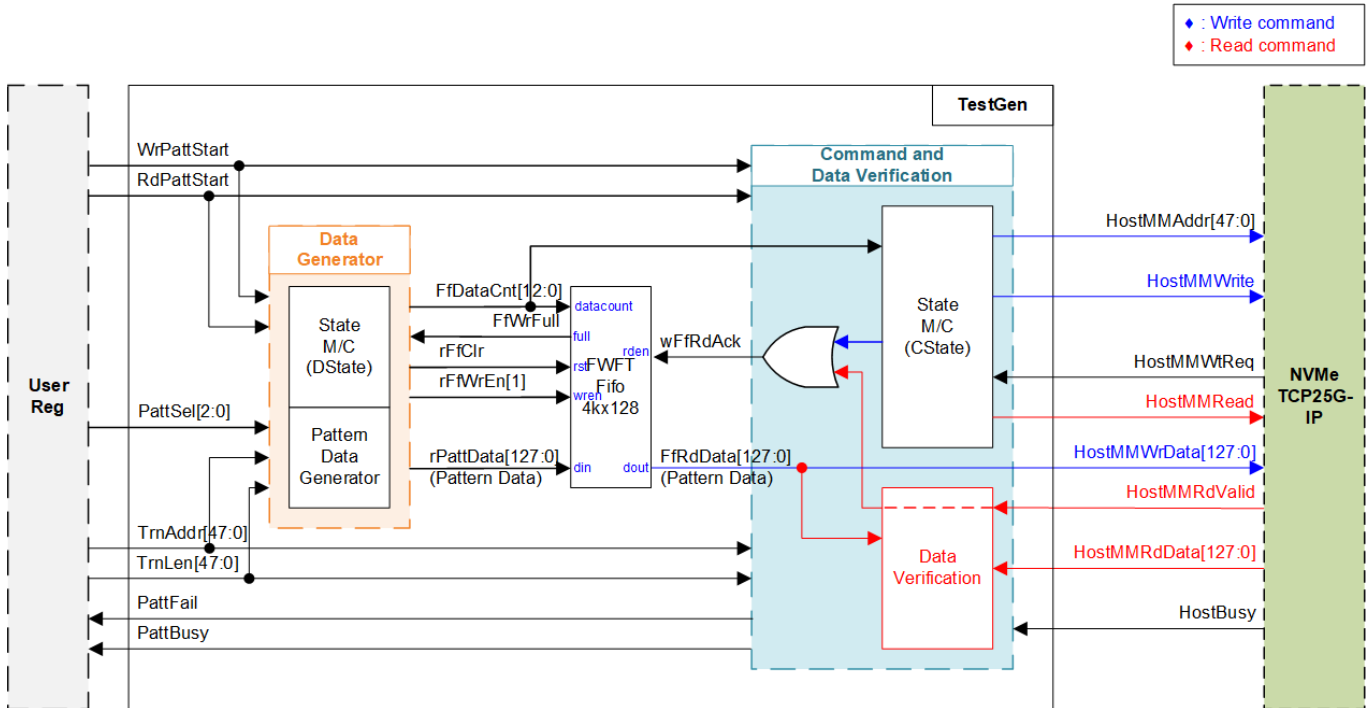 ♦ : Write command
♦ : Read command
TestGen
WrPattStart
RdPattStart
Command and
Data Verification
Data
Generator
State
M/C
(DState)
Pattern
Data
Generator
User
Reg
PattSel[2:0]
TrnAddr[47:0]
TrnLen[47:0]
PattFail
PattBusy
FfDataCnt[12:0]
FfWrFull
rFfClr
rFfWrEn[1]
rPattData[127:0]
(Pattern Data)
datacount
full
rden
rst
FWFT
Fifo
4kx128
wren
din
dout
wFfRdAck
FfRdData[127:0]
(Pattern Data)
State
M/C
(CState)
Data
Verification
HostMMAddr[47:0]
HostMMWrite
HostMMWtReq
HostMMRead
HostMMWrData[127:0]
HostMMRdValid
HostMMRdData[127:0]
HostBusy
NVMe
TCP25G-
IP